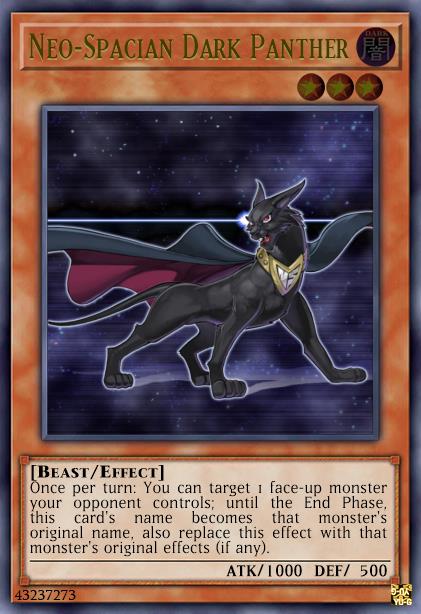 Neo-Spacian Dark Panther
DARK
闇
NS
[Beast/Effect]
Once per turn: You can target 1 face-up monster
your opponent controls; until the End Phase,
this card's name becomes that monster's
original name, also replace this effect with that
monster's original effects (if any).
ATK/1000 DEF/ 500
43237273